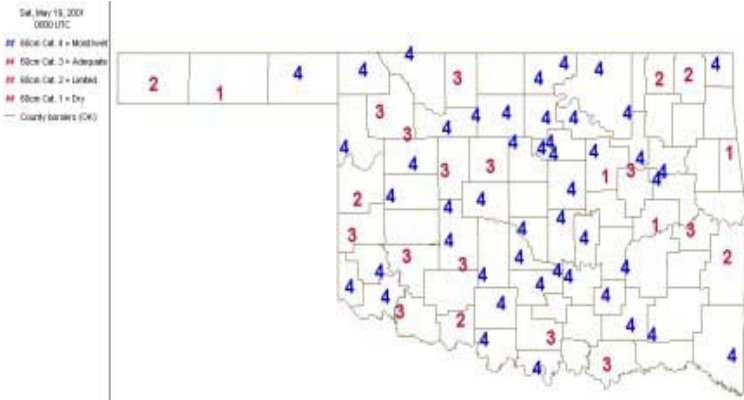 Sat, May 19, 2001
0000 UTC
## 60cm Cat. 4 = Moist/wet
## 60cm Cat. 3 = Adequate
## 60cm Cat. 2 = Limited
## 60cm Cat. 1 = Dry
County borders (OK)
4
4 4
4 4 4
2 3 4 2 2
1
3 4 4 4 4 4
3 4
4 4 4 4 4 4 4 1
4 3 3 1 3 4 4
2 4 4 4 4
4 4 1 3
3 4 4
3 4 2
4 3 4 4 4 4
4 4 4 4
3 4
2 4
4 3 4
4 3 4